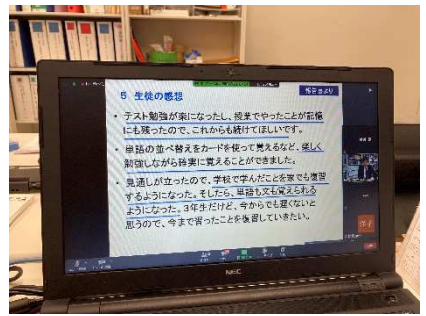 5 生徒の感想
報告書より
• テスト勉強が楽になったし、授業でやったことが記憶
にも残ったので、これからも続けてほしいです。
• 単語の並べ替えをカードを使って覚えるなど、楽しく
勉強しながら確実に覚えることができました。
• 見通しが立ったので、学校で学んだことを家でも復習
するようになった。そしたら、単語も文も覚えられる
ようになった。3年生だけど、今からでも遅くないと
思うので、今まで習ったことを復習していきたい。
NEC